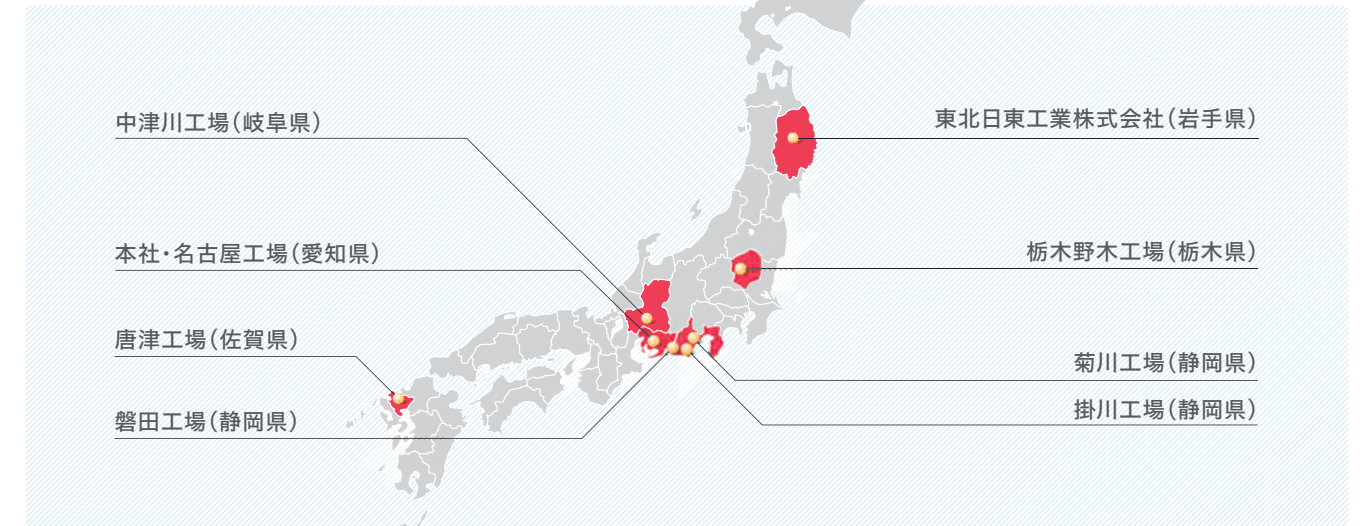 中津川工場（岐阜県）
本社・名古屋工場（愛知県）
唐津工場（佐賀県）
磐田工場（静岡県）
東北日東工業株式会社（岩手県）
栃木野木工場（栃木県）
菊川工場（静岡県）
掛川工場（静岡県）